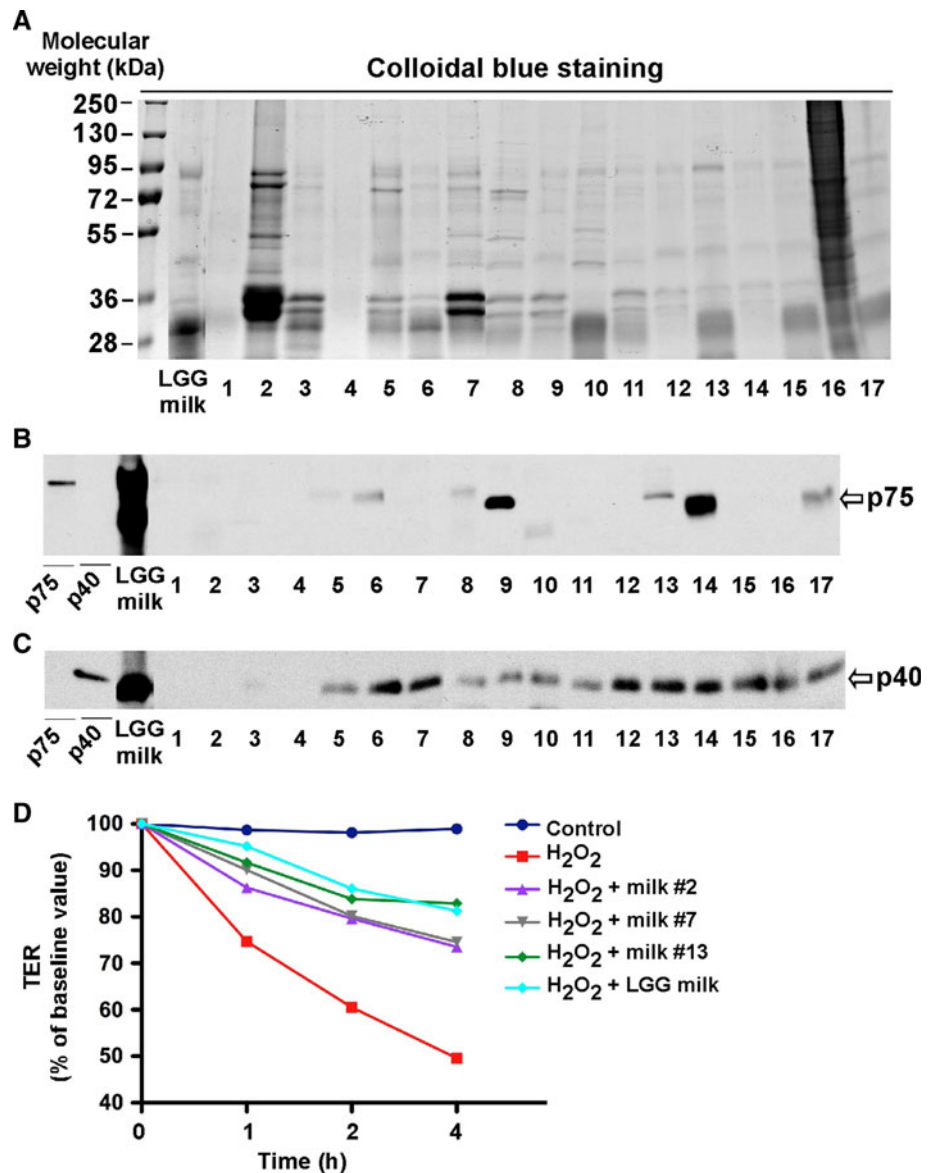 A
Molecular
weight (kDa)
Colloidal blue staining
250
130
95
72
55
36
28
LGG
milk
1 2 3 4 5 6 7 8 9 10 11 12 13 14 15 16 17
B
p75
p75 p40 LGG
milk
1 2 3 4 5 6 7 8 9 10 11 12 13 14 15 16 17
C
p40
p75 p40 LGG
milk
1 2 3 4 5 6 7 8 9 10 11 12 13 14 15 16 17
D
TER
(% of baseline value)
100
90
80
70
60
50
40
0 1 2 4
Time (h)
Control
H₂O₂
H₂O₂ + milk #2
H₂O₂ + milk #7
H₂O₂ + milk #13
H₂O₂ + LGG milk